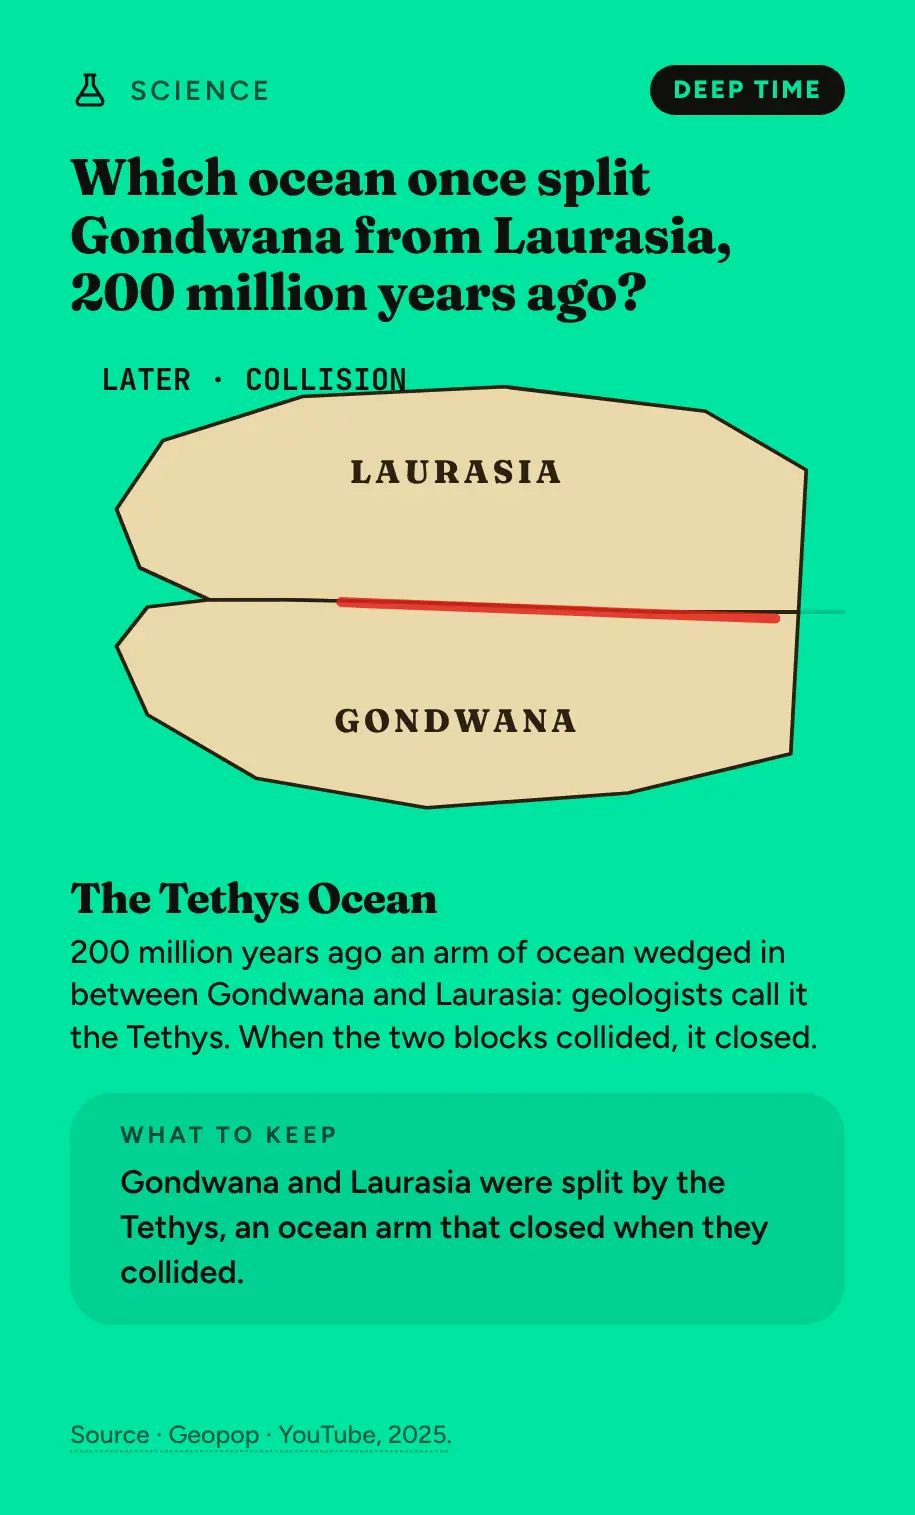 SCIENCE
DEEP TIME
Which ocean once split
Gondwana from Laurasia,
200 million years ago?
LATER · COLLISION
LAURASIA
GONDWANA
The Tethys Ocean
200 million years ago an arm of ocean wedged in
between Gondwana and Laurasia: geologists call it
the Tethys. When the two blocks collided, it closed.
WHAT TO KEEP
Gondwana and Laurasia were split by the
Tethys, an ocean arm that closed when they
collided.
Source · Geopop · YouTube, 2025.